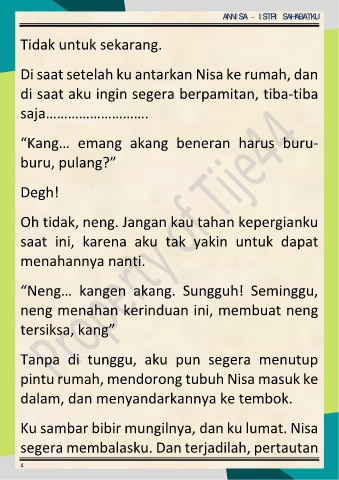 ANNISA – ISTRI SAHABATKU
Tidak untuk sekarang.
Di saat setelah ku antarkan Nisa ke rumah, dan
di saat aku ingin segera berpamitan, tiba-tiba
saja……………………….
“Kang… emang akang beneran harus buru-
buru, pulang?”
Degh!
Oh tidak, neng. Jangan kau tahan kepergianku
saat ini, karena aku tak yakin untuk dapat
menahannya nanti.
“Neng… kangen akang. Sungguh! Seminggu,
neng menahan kerinduan ini, membuat neng
tersiksa, kang”
Tanpa di tunggu, aku pun segera menutup
pintu rumah, mendorong tubuh Nisa masuk ke
dalam, dan menyandarkannya ke tembok.
Ku sambar bibir mungilnya, dan ku lumat. Nisa
segera membalasku. Dan terjadilah, pertautan
4
Property of Tije44